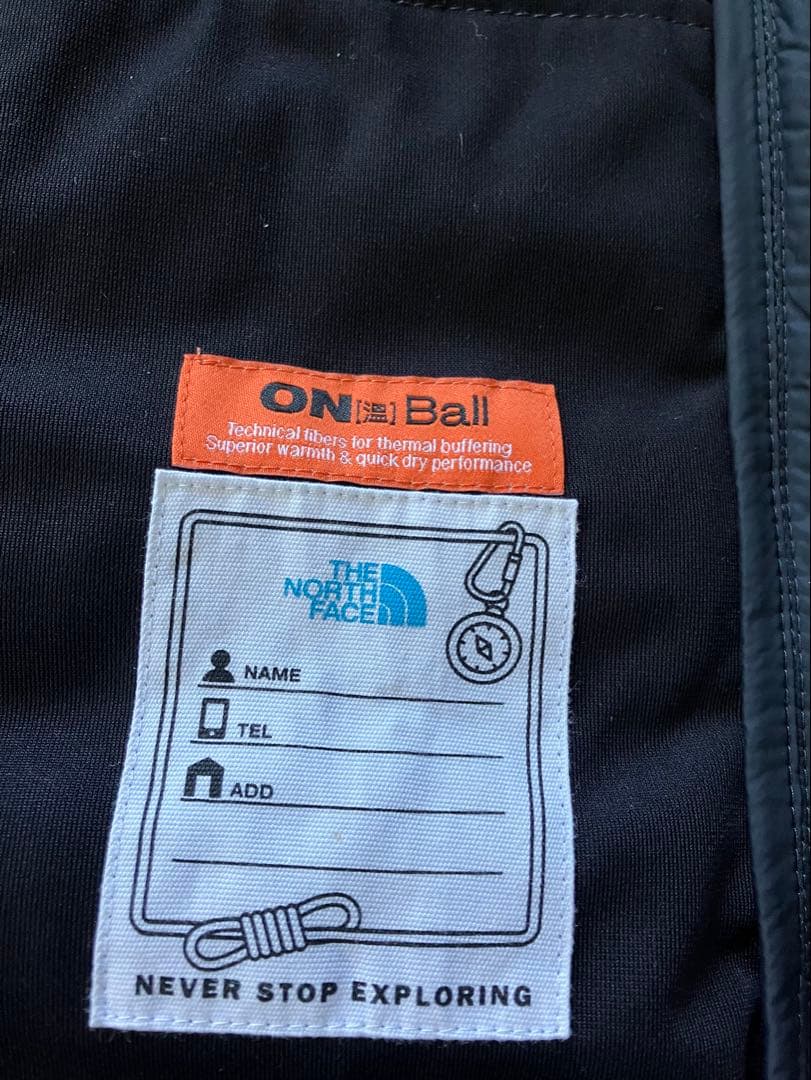 ON[温] Ball
Technical fibers for thermal buffering
Superior warmth & quick dry performance
THE
NORTH
FACE
NAME
TEL
ADD
NEVER STOP EXPLORING